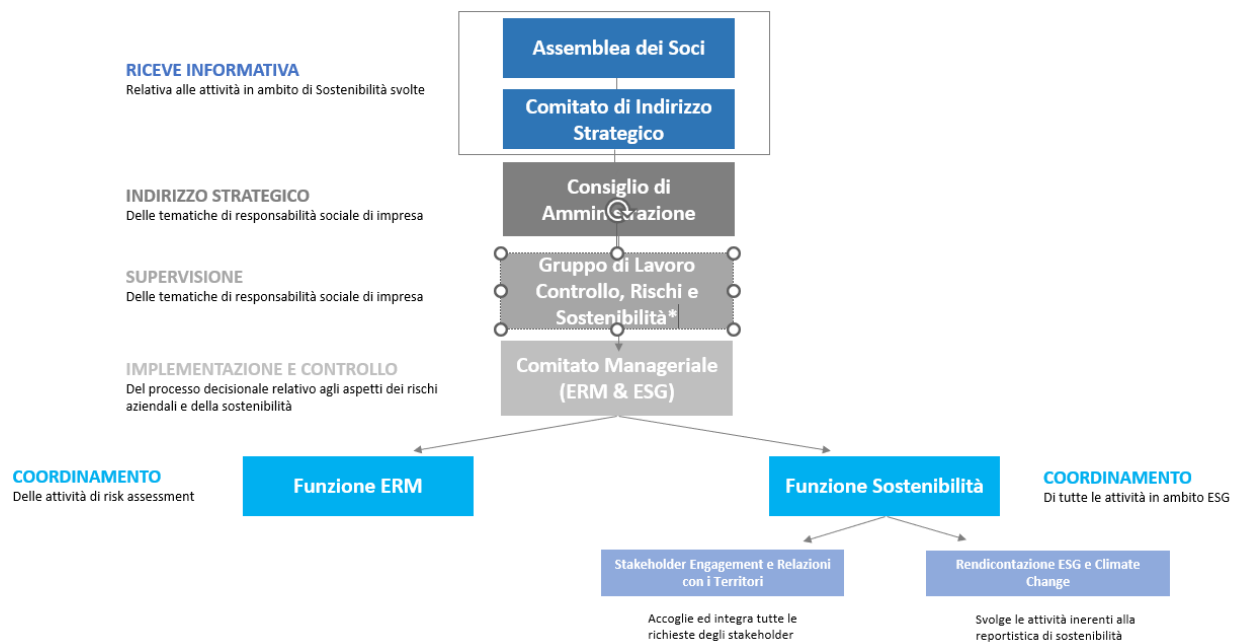 Assemblea dei Soci
RICEVE INFORMATIVA
Relativa alle attività in ambito di Sostenibilità svolte
Comitato di Indirizzo
Strategico
INDIRIZZO STRATEGICO
Delle tematiche di responsabilità sociale di impresa
Consiglio di
Amministrazione
SUPERVISIONE
Delle tematiche di responsabilità sociale di impresa
Gruppo di Lavoro
Controllo, Rischi e
Sostenibilità*
IMPLEMENTAZIONE E CONTROLLO
Del processo decisionale relativo agli aspetti dei rischi
aziendali e della sostenibilità
Comitato Manageriale
(ERM & ESG)
COORDINAMENTO
Delle attività di risk assessment
Funzione ERM
Funzione Sostenibilità
COORDINAMENTO
Di tutte le attività in ambito ESG
Stakeholder Engagement e Relazioni
con i Territori
Rendicontazione ESG e Climate
Change
Accoglie ed integra tutte le
richieste degli stakeholder
Svolge le attività inerenti alla
reportistica di sostenibilità